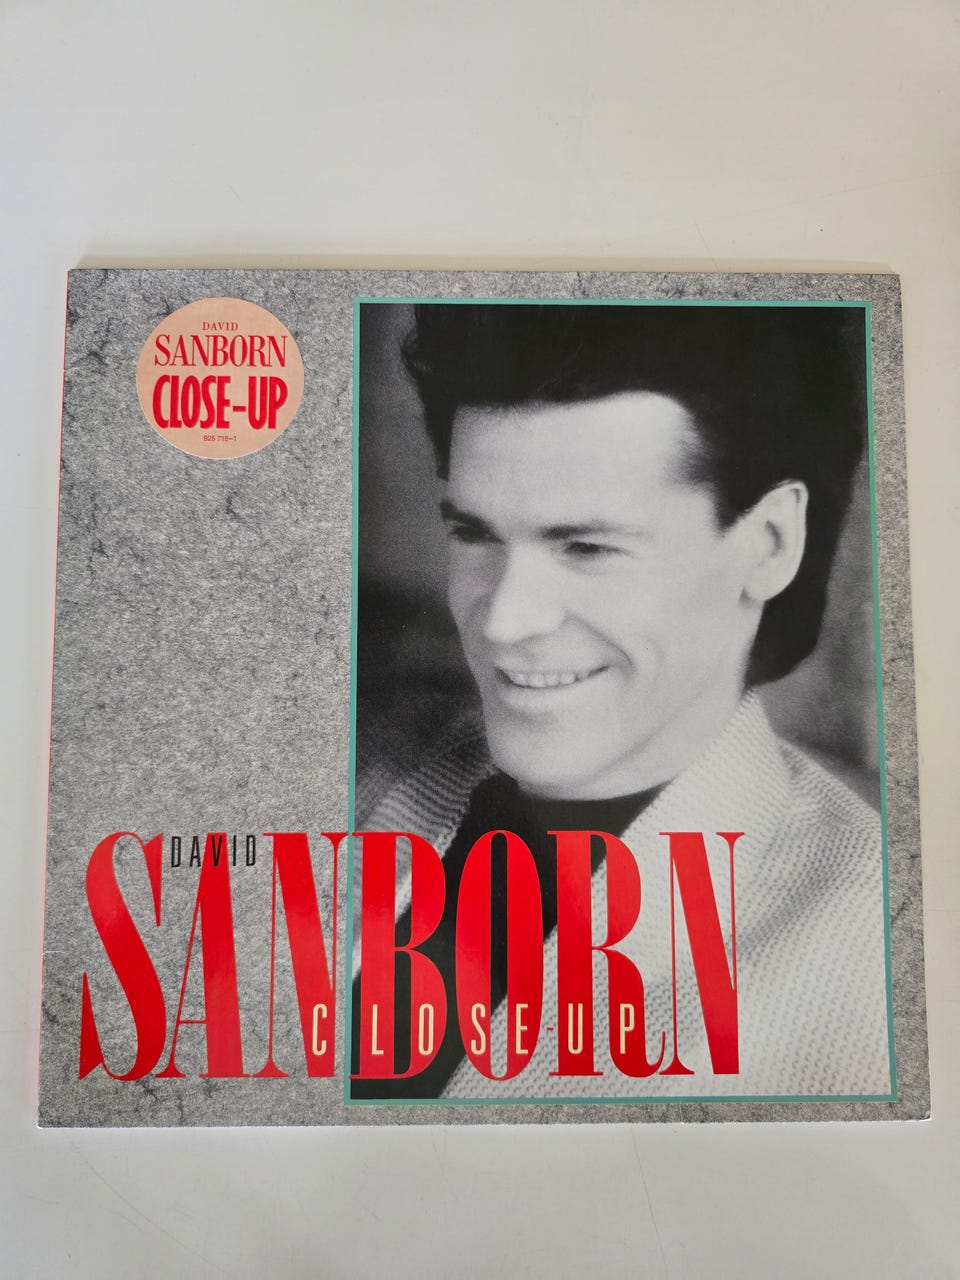 DAVID
SANBORN
CLOSE-UP
925 715-1
DAVID
SANBORN
CLOSE-UP